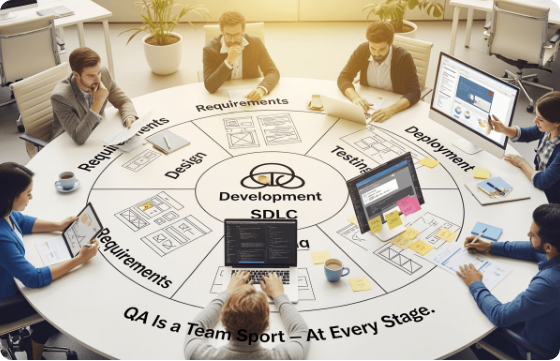 Requirements
Requirements
Design
Testing
Deployment
Development
SDLC
Requirements
QA Is a Team Sport – At Every Stage.